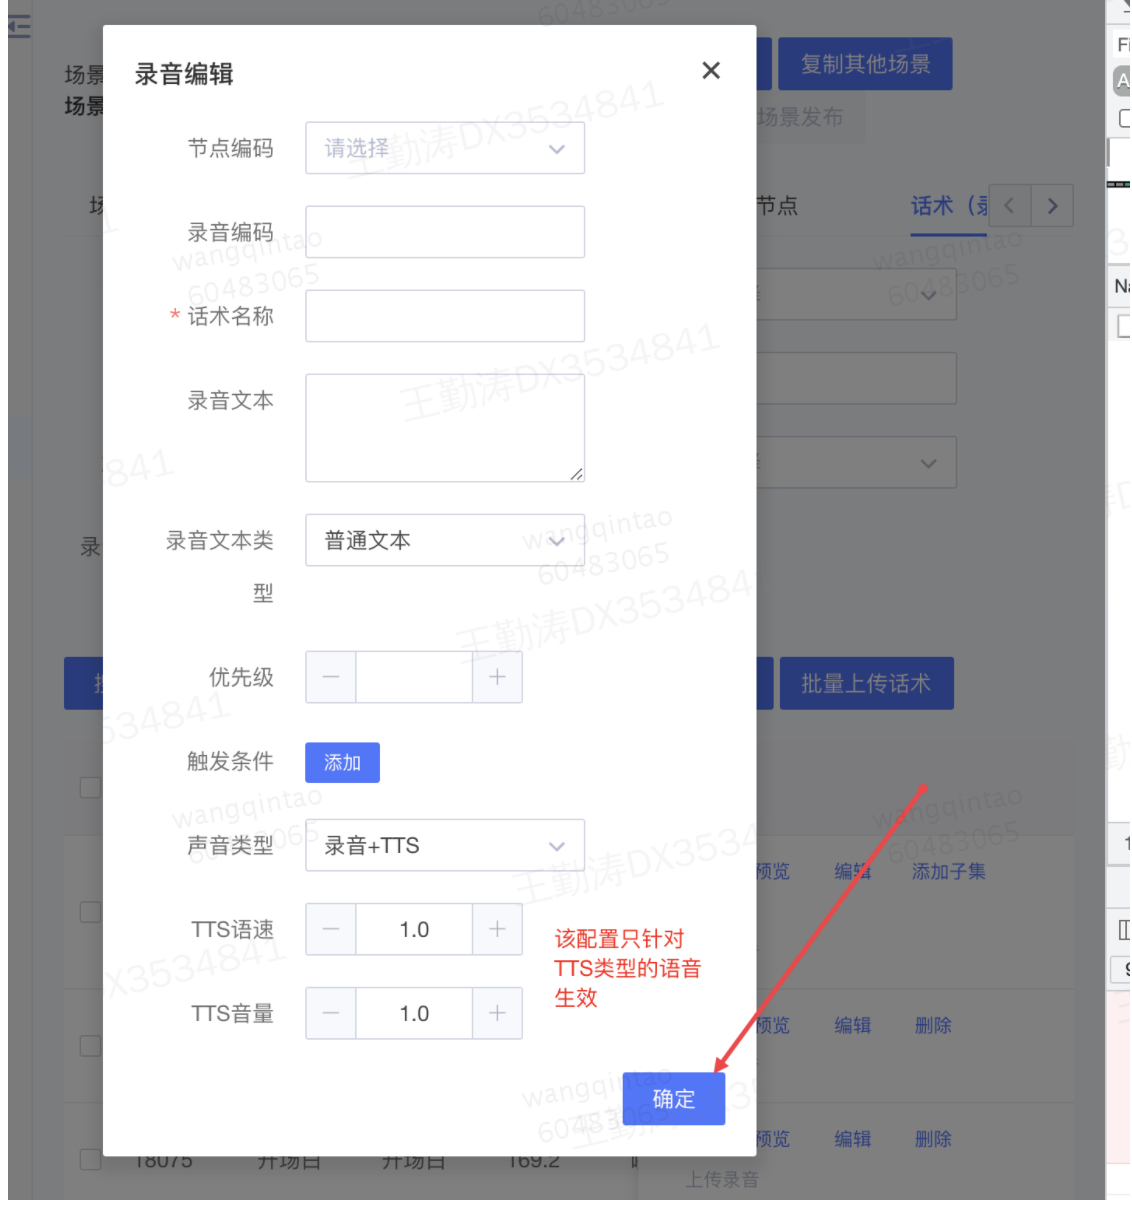 复制其他场景
场景
录音编辑
场景
场景发布
节点编码
请选择
节点
话术（录
录音编码
* 话术名称
录音文本
录音文本类
型
普通文本
录
优先级
批量上传话术
触发条件
添加
声音类型
录音+TTS
预览
编辑
添加子集
TTS语速
1.0
该配置只针对
TTS类型的语音
生效
TTS音量
1.0
预览
编辑
删除
确定
预览
编辑
删除
18075
开场白
开场白
169.2
上传录音
王勤涛DX3534841
wangqintao
60483065